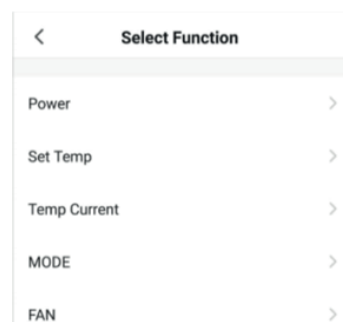 Select Function
Power
Set Temp
Temp Current
MODE
FAN